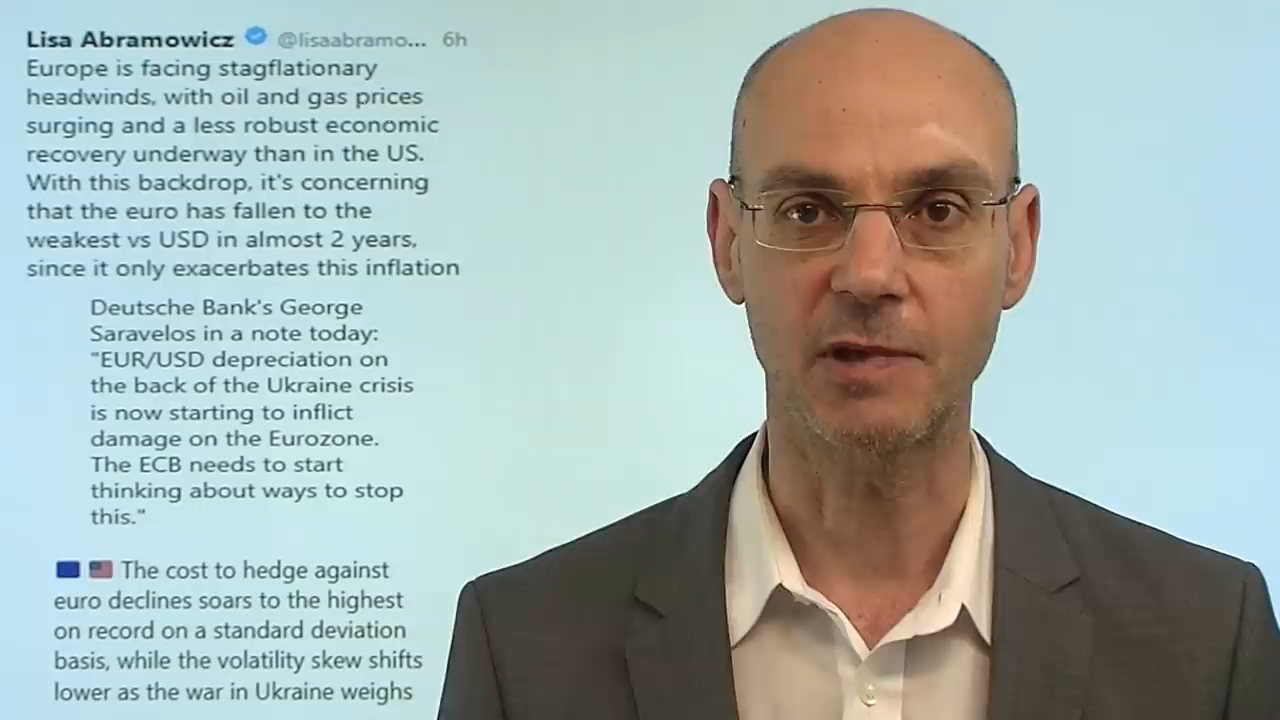 Lisa Abramowicz @lisaabramo... 6h
Europe is facing stagflationary
headwinds, with oil and gas prices
surging and a less robust economic
recovery underway than in the US.
With this backdrop, it's concerning
that the euro has fallen to the
weakest vs USD in almost 2 years,
since it only exacerbates this inflation
Deutsche Bank's George
Saravelos in a note today:
"EUR/USD depreciation on
the back of the Ukraine crisis
is now starting to inflict
damage on the Eurozone.
The ECB needs to start
thinking about ways to stop
this."
🇪🇺 🇺🇸 The cost to hedge against
euro declines soars to the highest
on record on a standard deviation
basis, while the volatility skew shifts
lower as the war in Ukraine weighs